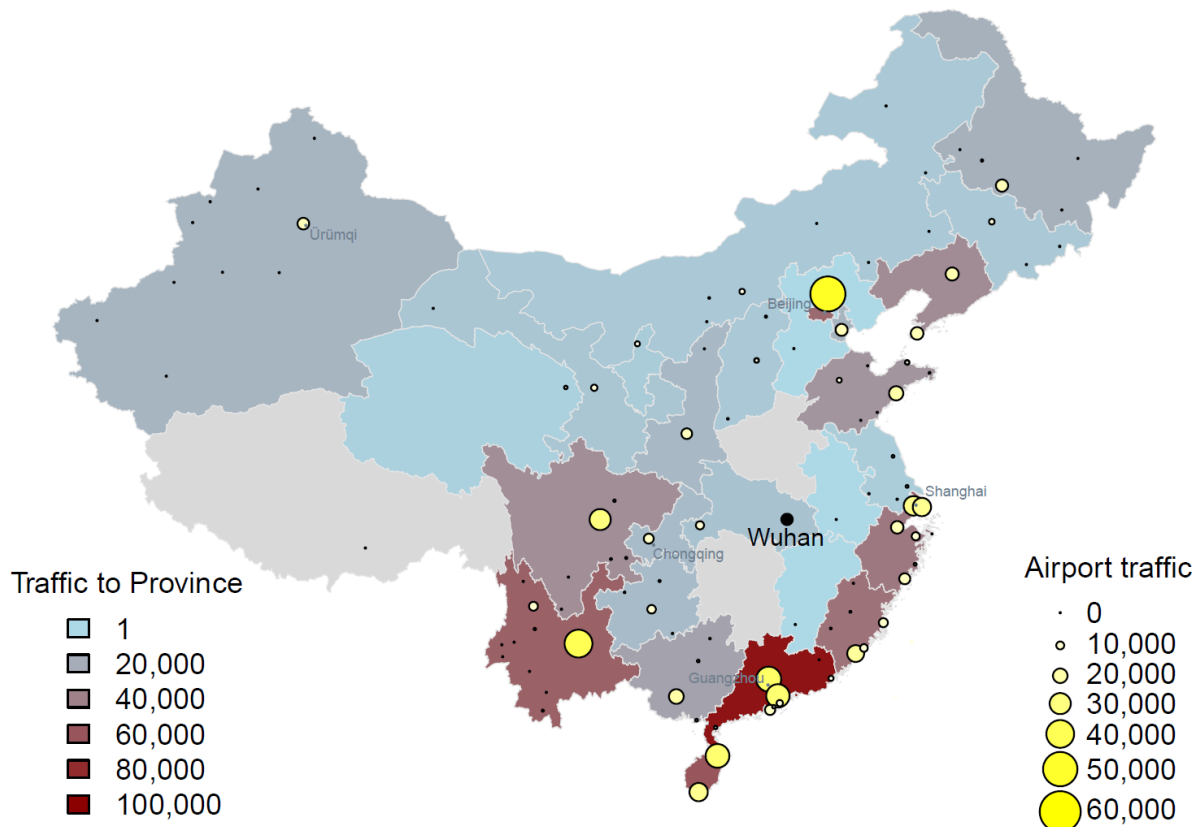 Ürümqi
Beijing
Shanghai
Wuhan
Chongqing
Guangzhou
Traffic to Province
1
20,000
40,000
60,000
80,000
100,000
Airport traffic
0
10,000
20,000
30,000
40,000
50,000
60,000